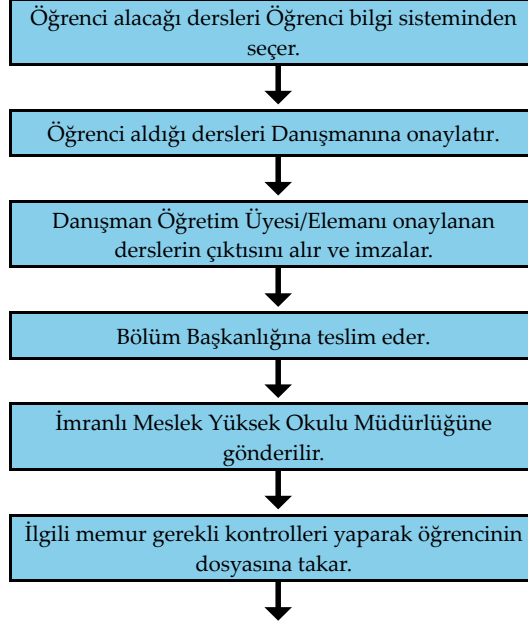 Öğrenci alacağı dersleri Öğrenci bilgi sisteminden
seçer.
Öğrenci aldığı dersleri Danışmanına onaylatır.
Danışman Öğretim Üyesi/Elemanı onaylanan
derslerin çıktısını alır ve imzalar.
Bölüm Başkanlığına teslim eder.
İmranlı Meslek Yüksek Okulu Müdürlüğüne
gönderilir.
İlgili memur gerekli kontrolleri yaparak öğrencinin
dosyasına takar.